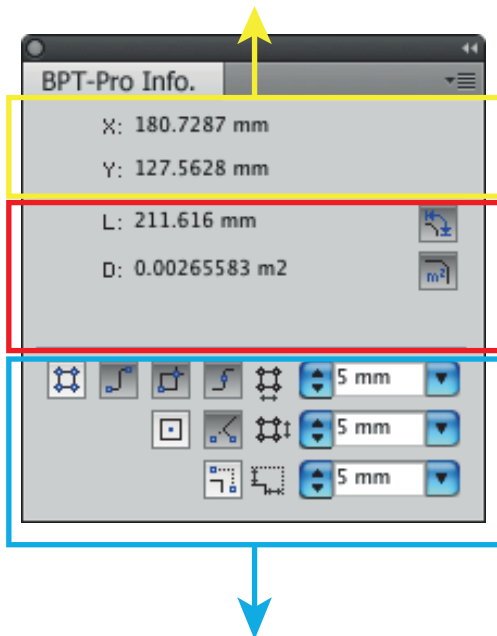 BPT-Pro Info.
X: 180.7287 mm
Y: 127.5628 mm
L: 211.616 mm
D: 0.00265583 m2
m²
5 mm
5 mm
5 mm